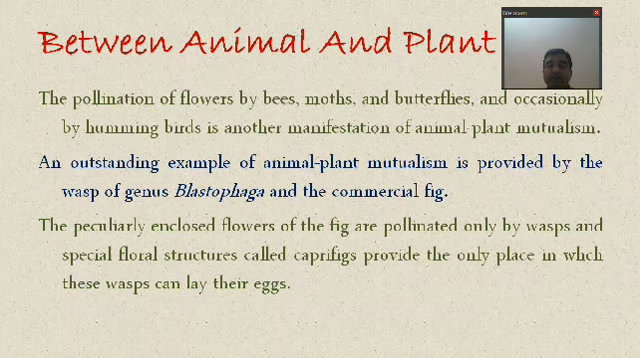 Between Animal And Plant
The pollination of flowers by bees, moths, and butterflies, and occasionally
by humming birds is another manifestation of animal-plant mutualism.
An outstanding example of animal-plant mutualism is provided by the
wasp of genus Blastophaga and the commercial fig.
The peculiarly enclosed flowers of the fig are pollinated only by wasps and
special floral structures called caprifigs provide the only place in which
these wasps can lay their eggs.